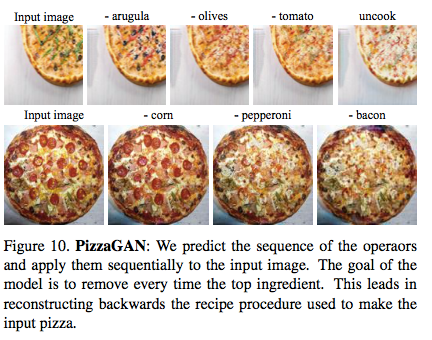 Input image - arugula - olives - tomato uncook
Input image - corn - pepperoni - bacon
Figure 10. PizzaGAN: We predict the sequence of the operaors
and apply them sequentially to the input image. The goal of the
model is to remove every time the top ingredient. This leads in
reconstructing backwards the recipe procedure used to make the
input pizza.